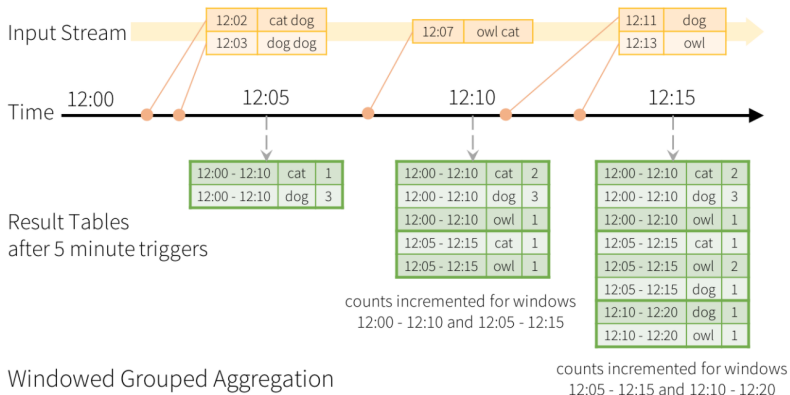 Input Stream
12:02 cat dog
12:03 dog dog
12:07 owl cat
12:11 dog
12:13 owl
Time
12:00
12:05
12:10
12:15
Result Tables
after 5 minute triggers
12:00 - 12:10 cat 1
12:00 - 12:10 dog 3
12:00 - 12:10 cat 2
12:00 - 12:10 dog 3
12:00 - 12:10 owl 1
12:05 - 12:15 cat 1
12:05 - 12:15 owl 1
counts incremented for windows
12:00 - 12:10 and 12:05 - 12:15
12:00 - 12:10 cat 2
12:00 - 12:10 dog 3
12:00 - 12:10 owl 1
12:05 - 12:15 cat 1
12:05 - 12:15 owl 2
12:05 - 12:15 dog 1
12:10 - 12:20 dog 1
12:10 - 12:20 owl 1
counts incremented for windows
12:05 - 12:15 and 12:10 - 12:20
Windowed Grouped Aggregation